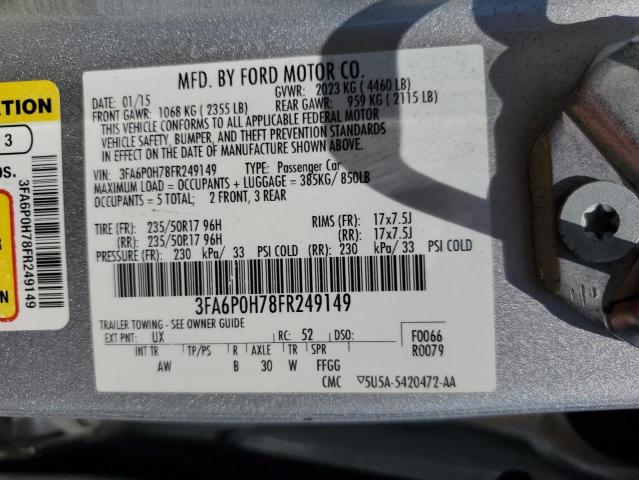 MFD. BY FORD MOTOR CO.
DATE: 01/15 GVWR: 2023 KG ( 4460 LB)
FRONT GAWR: 1068 KG ( 2355 LB) REAR GAWR: 959 KG ( 2115 LB)
THIS VEHICLE CONFORMS TO ALL APPLICABLE FEDERAL MOTOR
VEHICLE SAFETY, BUMPER, AND THEFT PREVENTION STANDARDS
IN EFFECT ON THE DATE OF MANUFACTURE SHOWN ABOVE.
VIN: 3FA6P0H78FR249149 TYPE: Passenger Car
MAXIMUM LOAD = OCCUPANTS + LUGGAGE = 385KG/ 850LB
OCCUPANTS = 5 TOTAL; 2 FRONT, 3 REAR
TIRE (FR): 235/50R17 96H RIMS (FR): 17x7.5J
(RR): 235/50R17 96H (RR): 17x7.5J
PRESSURE (FR): 230 kPa/ 33 PSI COLD (RR): 230 kPa/ 33 PSI COLD
3FA6P0H78FR249149
TRAILER TOWING - SEE OWNER GUIDE
EXT PNT: UX RC: 52 DSO: F0066
INT TR TP/PS R AXLE TR SPR R0079
AW B 30 W FFGG
CMC 5U5A-5420472-AA
ATION
3
3FA6P0H78FR249149